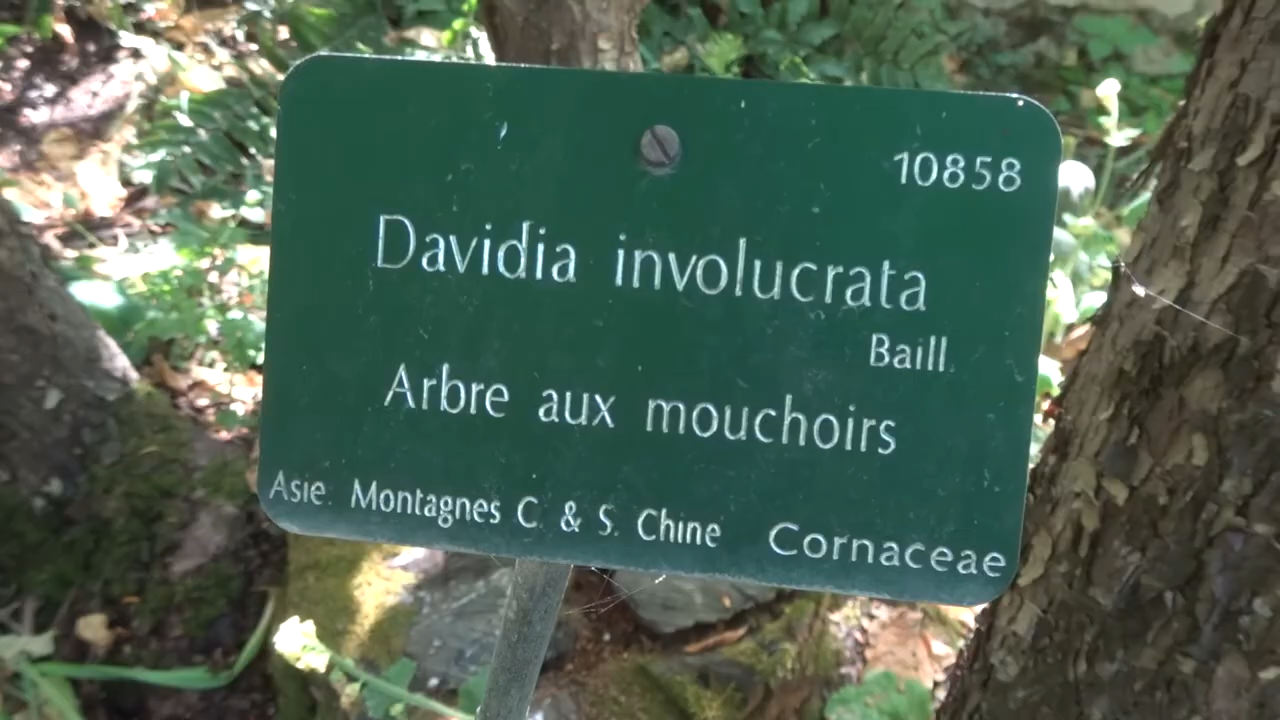 10858
Davidia involucrata
Baill.
Arbre aux mouchoirs
Asie. Montagnes C. & S. Chine Cornaceae